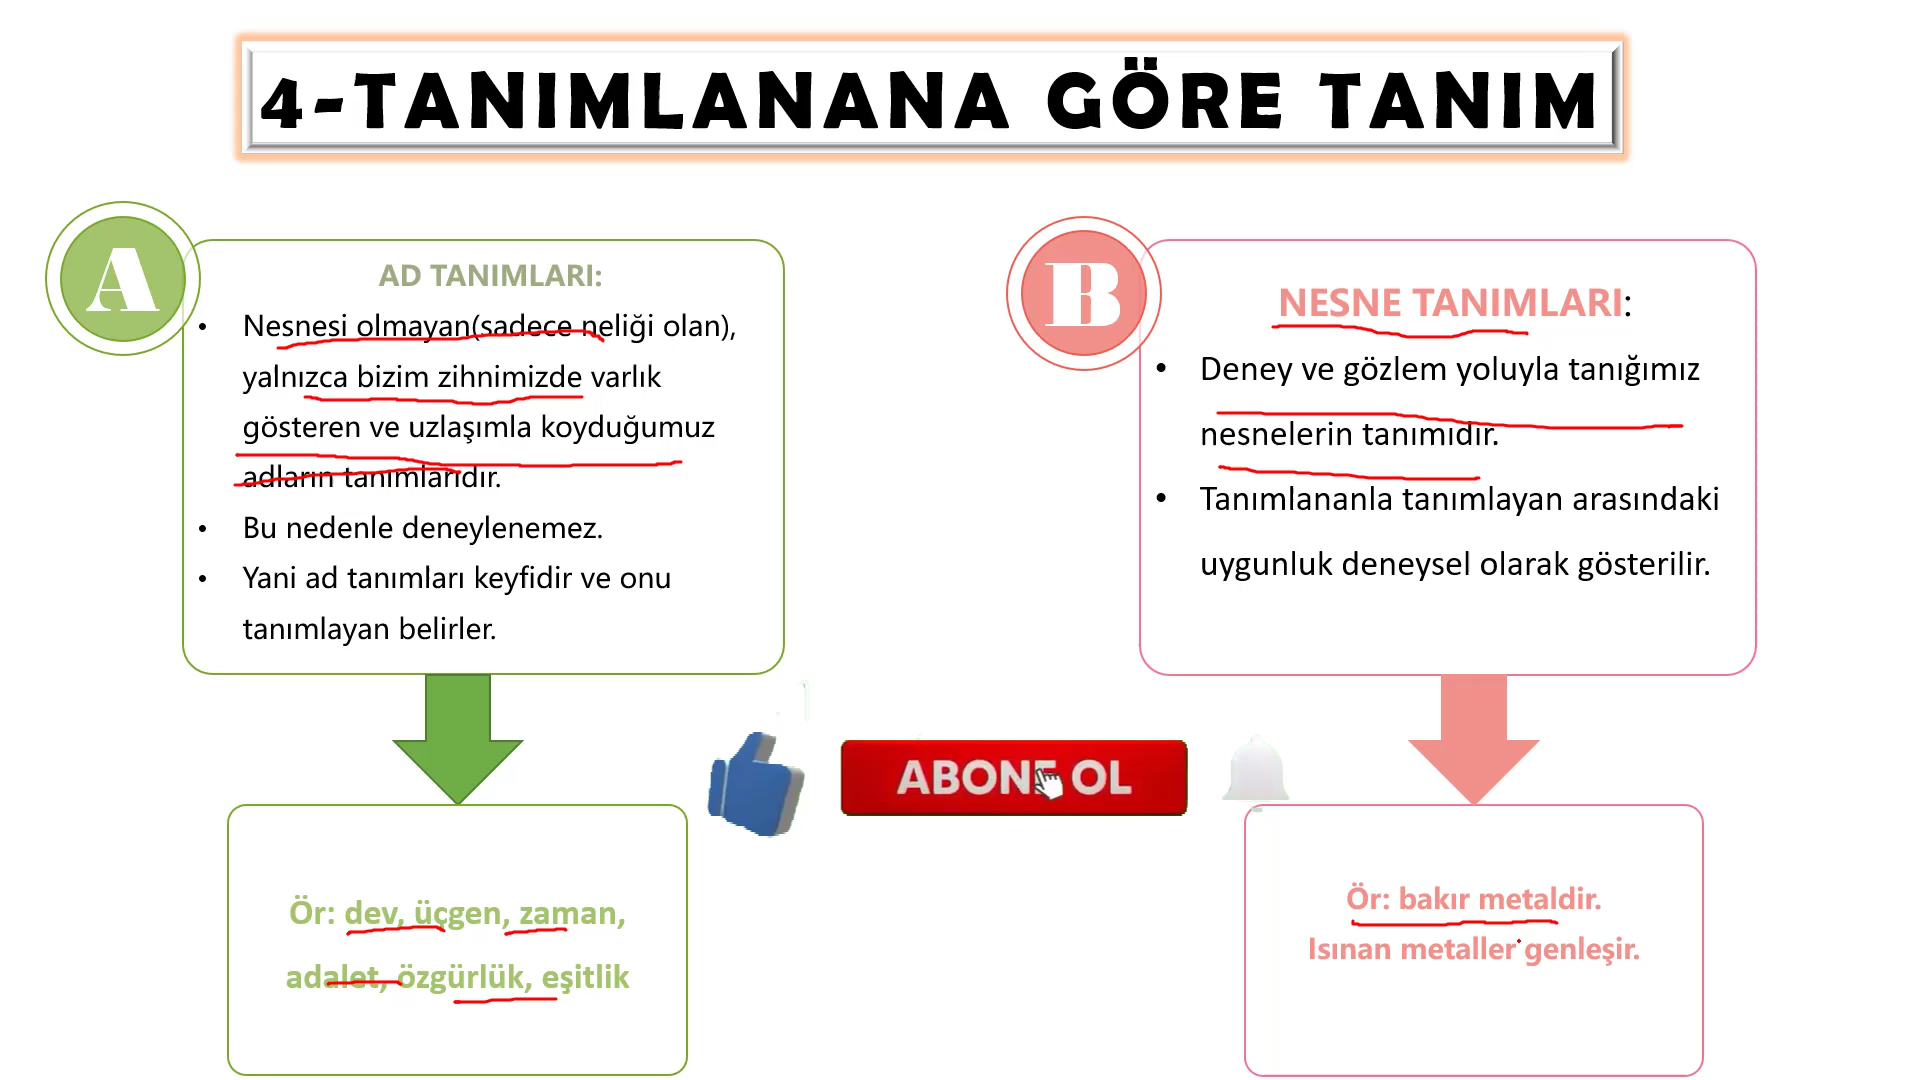 4-TANIMLANANA GÖRE TANIM
A
AD TANIMLARI:
• Nesnesi olmayan(sadece neliği olan),
yalnızca bizim zihnimizde varlık
gösteren ve uzlaşımla koyduğumuz
adların tanımlarıdır.
• Bu nedenle deneylenemez.
• Yani ad tanımları keyfidir ve onu
tanımlayan belirler.
Ör: dev, üçgen, zaman,
adalet, özgürlük, eşitlik
B
NESNE TANIMLARI:
• Deney ve gözlem yoluyla tanığımız
nesnelerin tanımıdır.
• Tanımlananla tanımlayan arasındaki
uygunluk deneysel olarak gösterilir.
Ör: bakır metaldir.
Isınan metaller genleşir.
ABONE OL